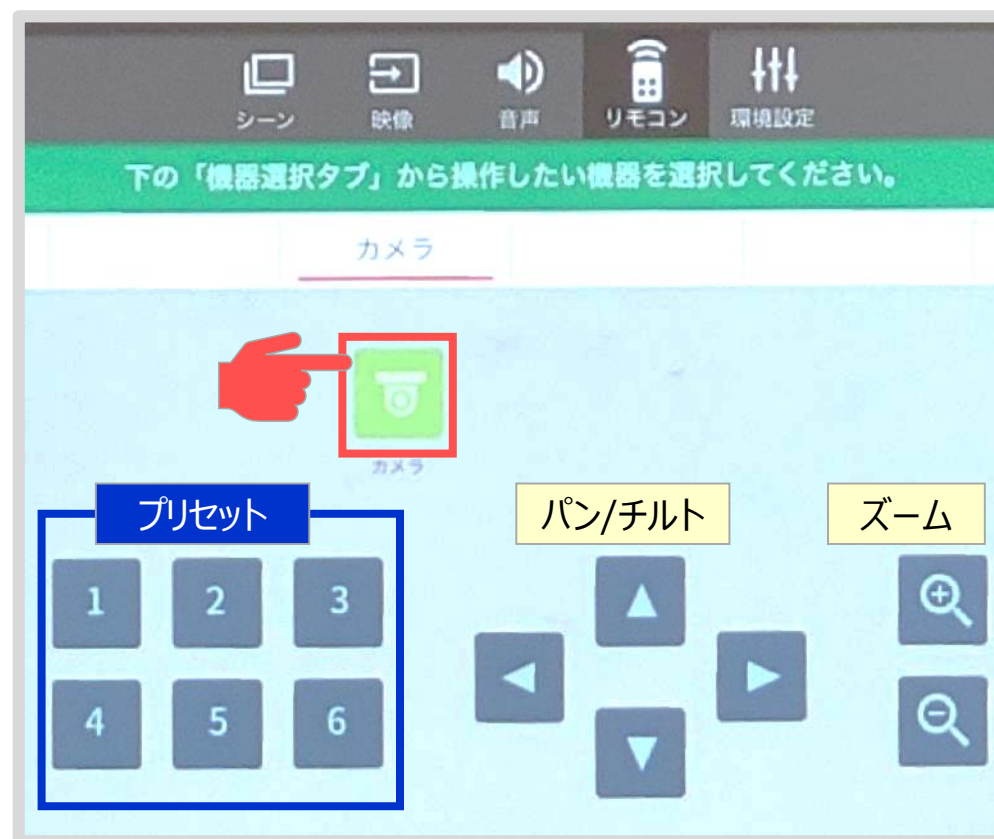 シーン 映像 音声 リモコン 環境設定
下の「機器選択タブ」から操作したい機器を選択してください。
カメラ
カメラ
プリセット パン/チルト ズーム
1 2 3
4 5 6